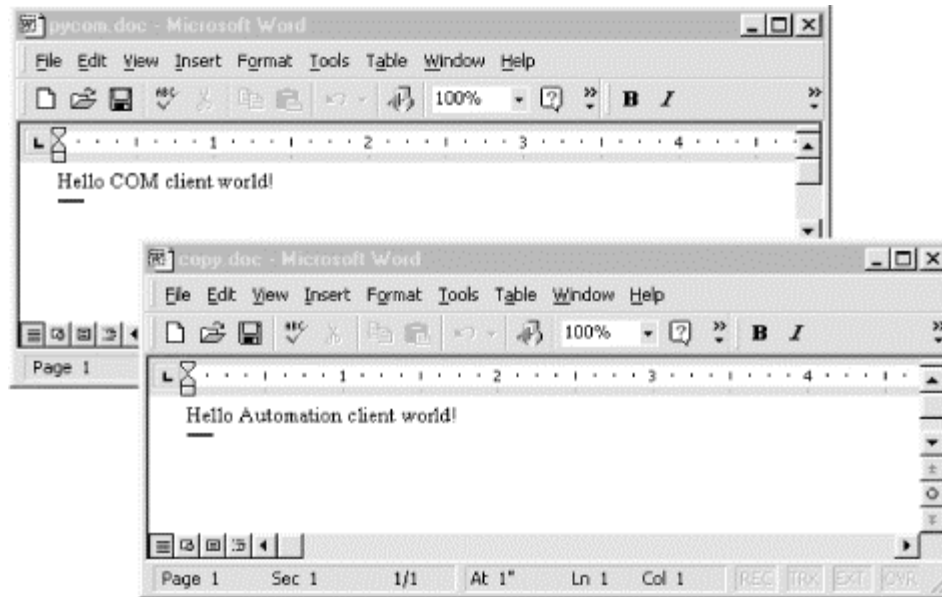 pycom.doc - Microsoft Word
File Edit View Insert Format Tools Table Window Help
ABC 100% ? » B I »
1 2 3 4
Hello COM client world!
Page 1
copy.doc - Microsoft Word
File Edit View Insert Format Tools Table Window Help
ABC 100% ? » B I »
1 2 3 4
Hello Automation client world!
Page 1 Sec 1 1/1 At 1" Ln 1 Col 1 REC TRK EXT OVR